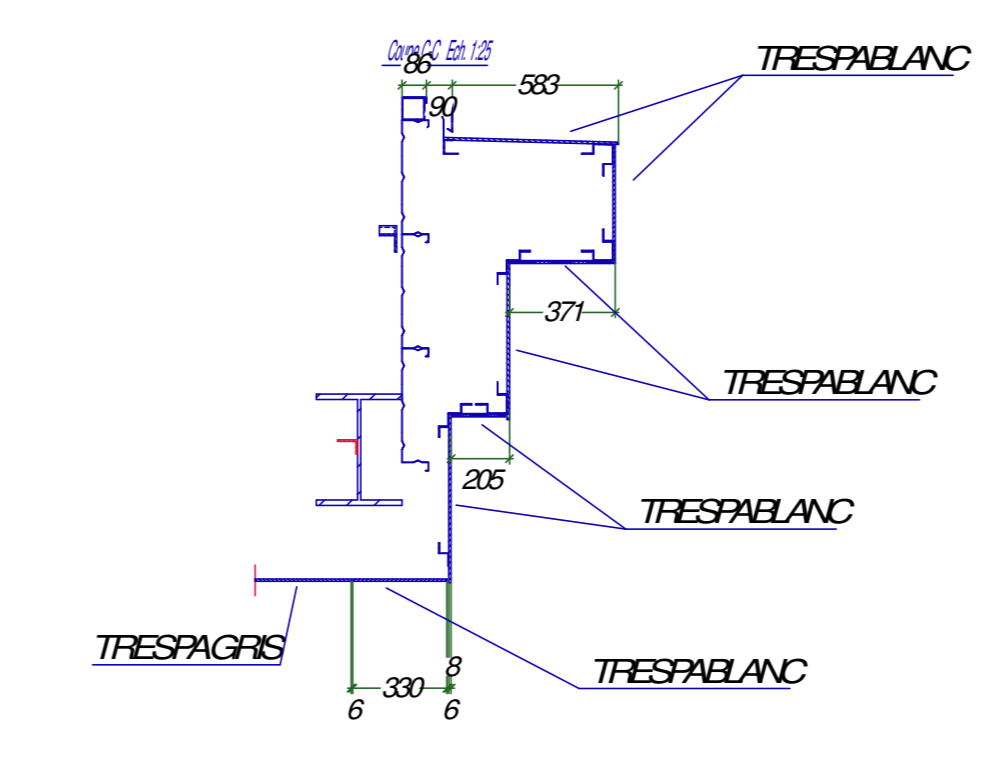 Coupe C-C Ech. 1:25
86
583
TRESPABLANC
90
371
TRESPABLANC
205
TRESPABLANC
TRESPAGRIS
TRESPABLANC
8
330
6
6